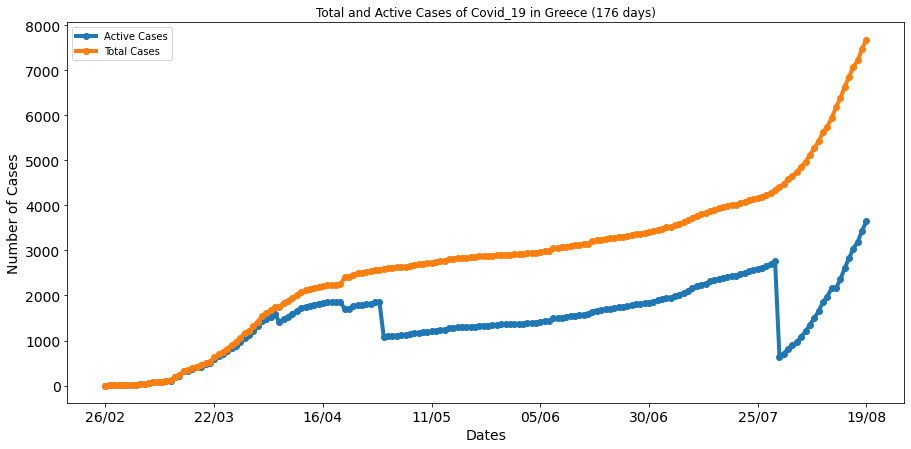 Total and Active Cases of Covid_19 in Greece (176 days)
Active Cases
Total Cases
Number of Cases
8000
7000
6000
5000
4000
3000
2000
1000
0
26/02 22/03 16/04 11/05 05/06 30/06 25/07 19/08
Dates